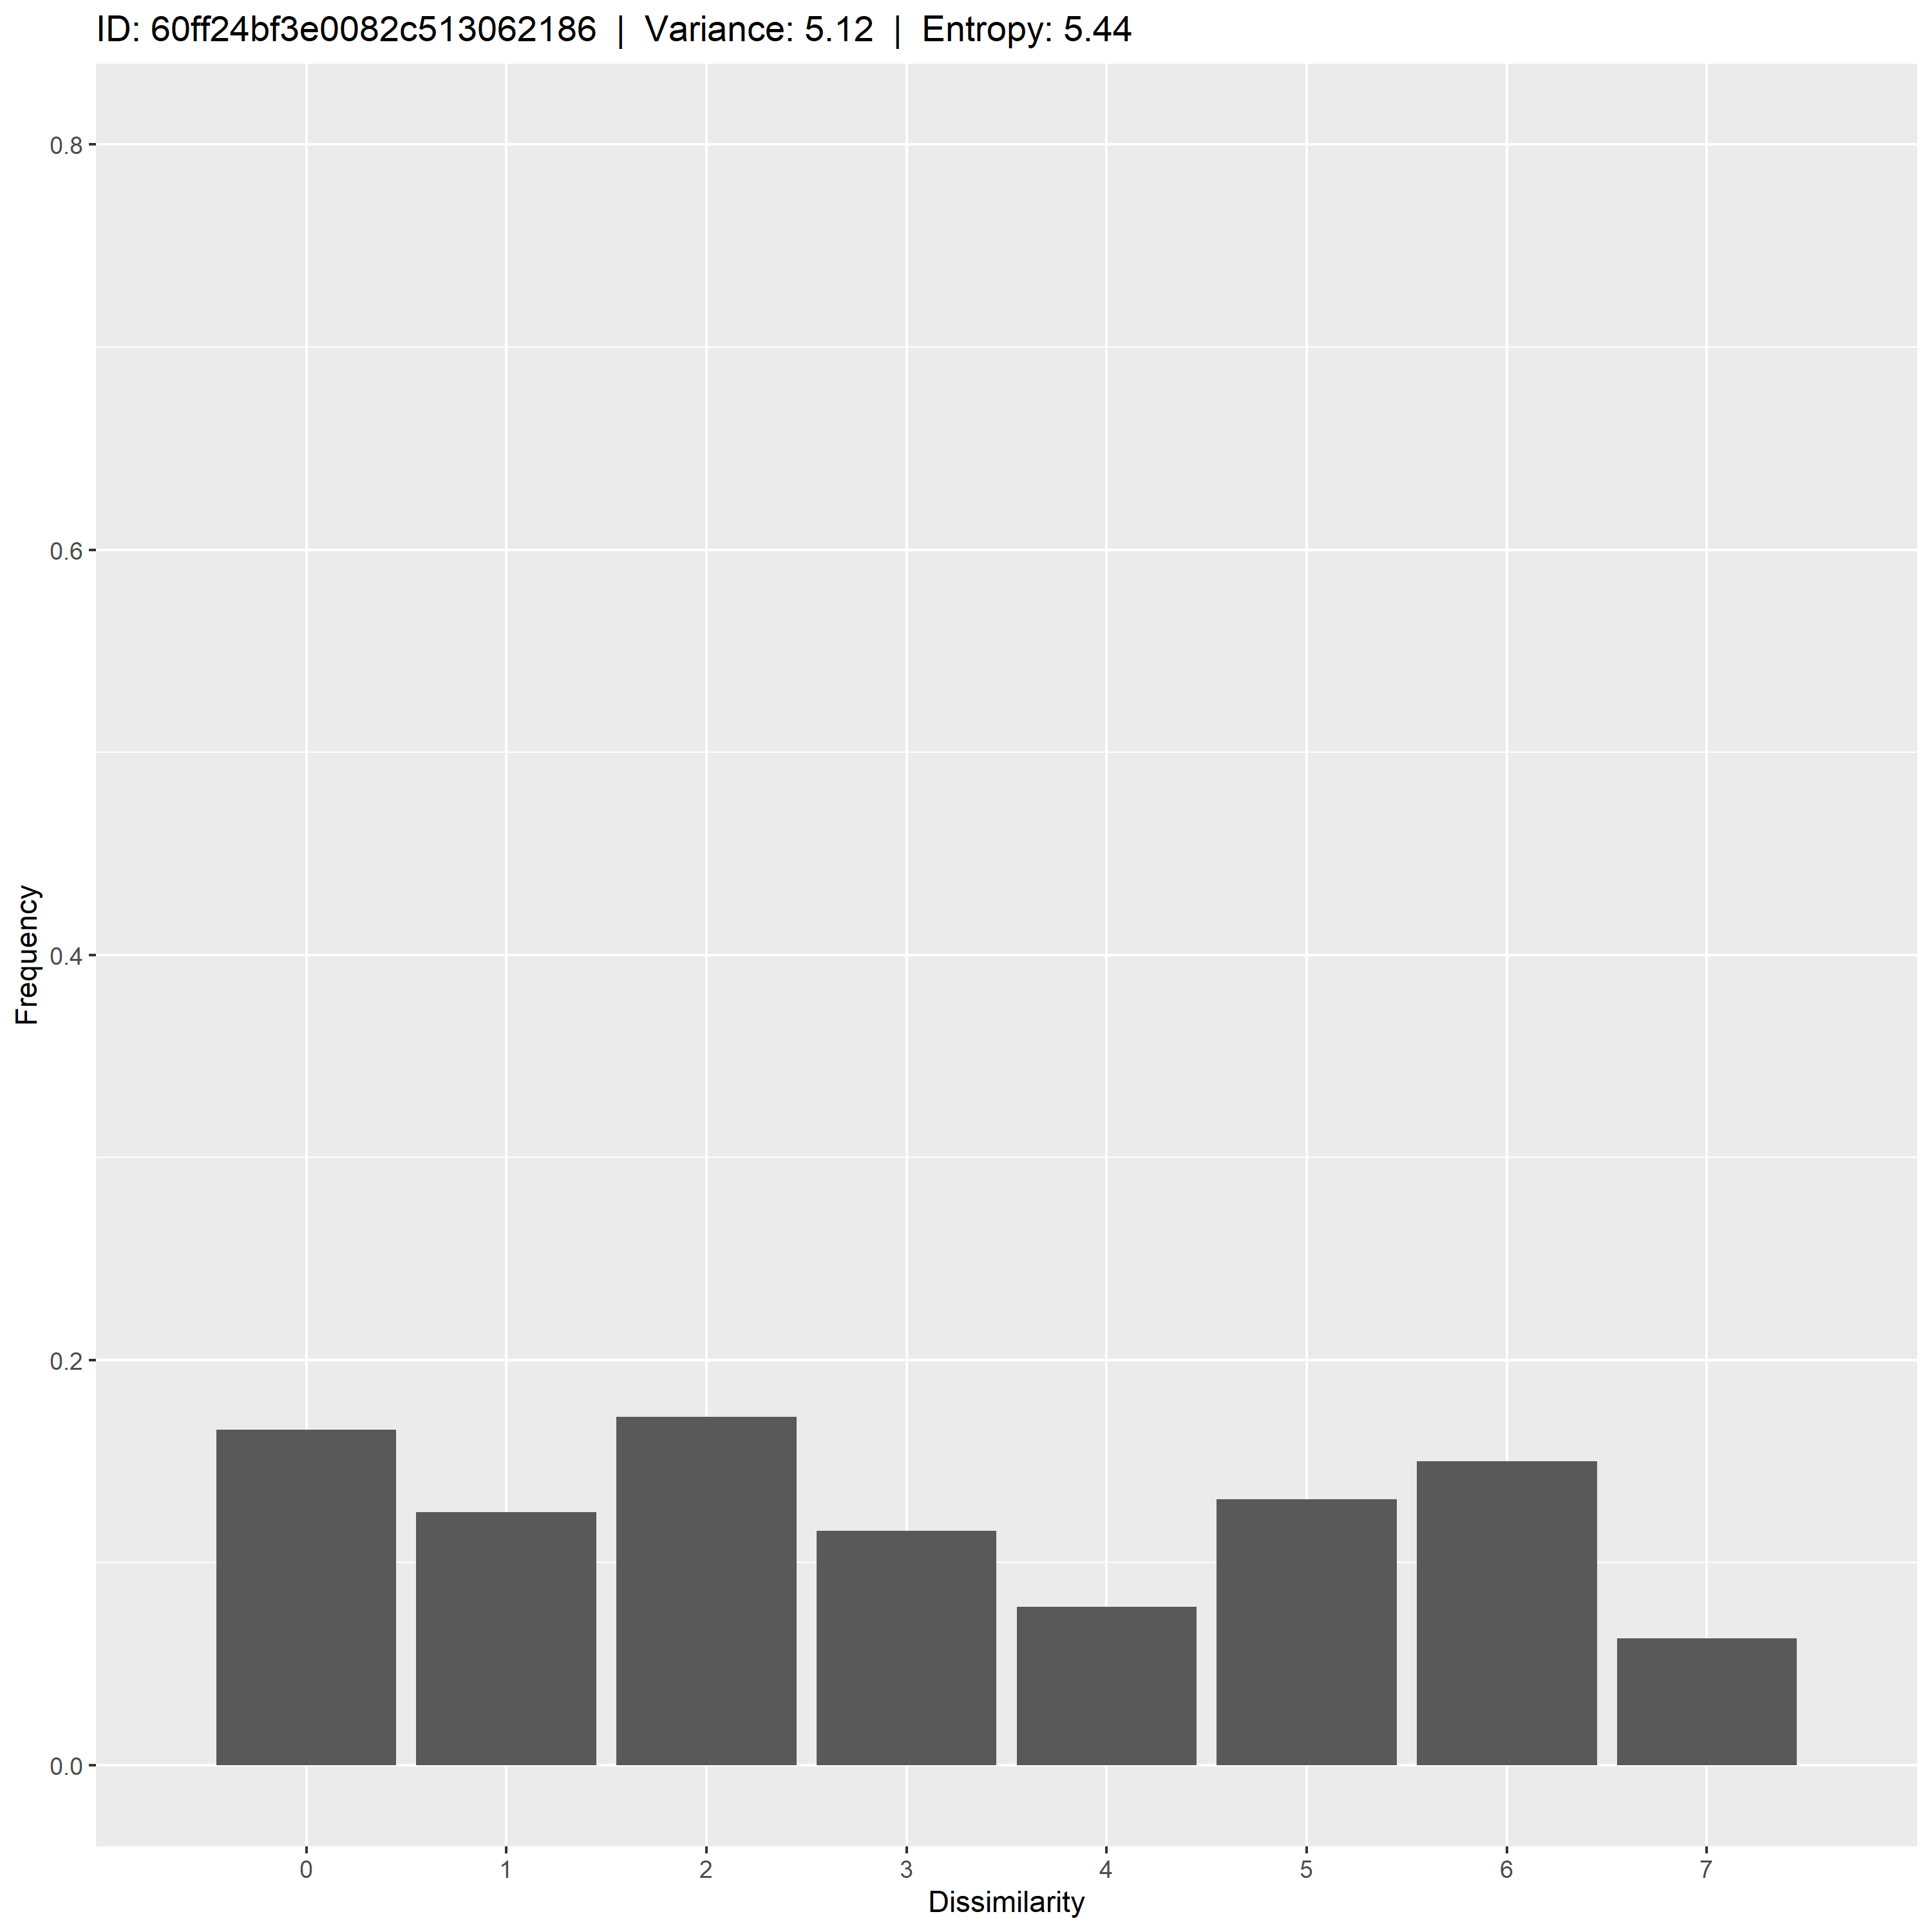 ID: 60ff24bf3e0082c513062186 | Variance: 5.12 | Entropy: 5.44
0.8
0.6
0.4
0.2
0.0
Frequency
0 1 2 3 4 5 6 7
Dissimilarity